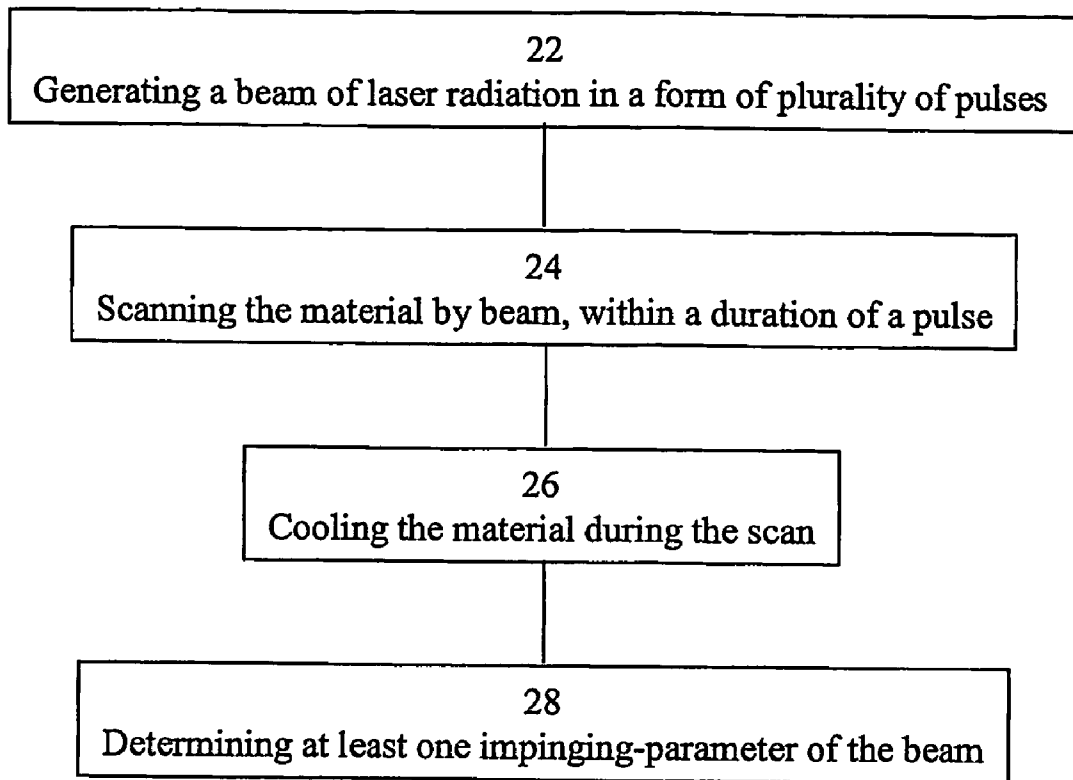 22
Generating a beam of laser radiation in a form of plurality of pulses
24
Scanning the material by beam, within a duration of a pulse
26
Cooling the material during the scan
28
Determining at least one impinging-parameter of the beam